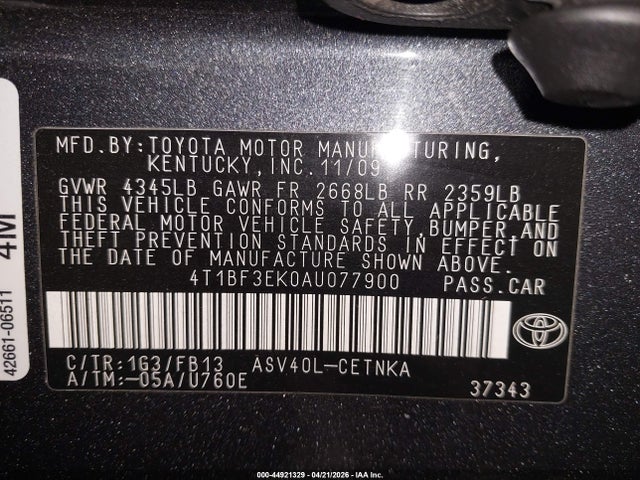 MFD.BY:TOYOTA MOTOR MANUFACTURING,
KENTUCKY,INC.11/09
GVWR 4345LB GAWR FR 2668LB RR 2359LB
THIS VEHICLE CONFORMS TO ALL APPLICABLE
FEDERAL MOTOR VEHICLE SAFETY,BUMPER,AND
THEFT PREVENTION STANDARDS IN EFFECT ON
THE DATE OF MANUFACTURE SHOWN ABOVE.
4T1BF3EK0AU077900 PASS.CAR
C/TR:1G3/FB13 ASV40L-CETNKA
A/TM:-05A/U760E
37343
4M
42661-06511
000-44921329 04/21/2026 IAA Inc.